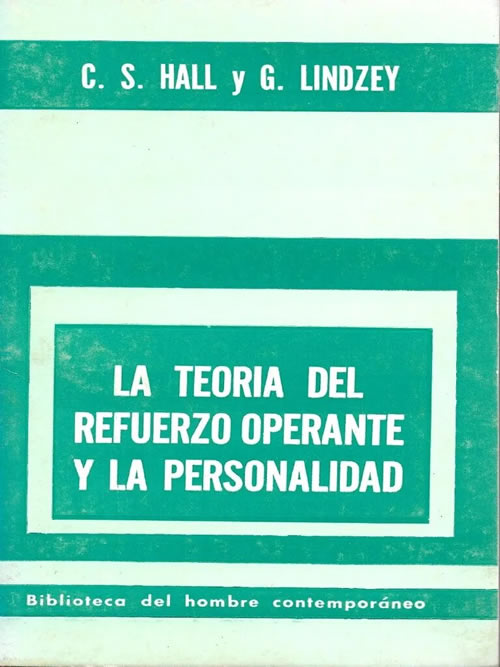 C. S. HALL y G. LINDZEY
LA TEORIA DEL
REFUERZO OPERANTE
Y LA PERSONALIDAD
Biblioteca del hombre contemporáneo